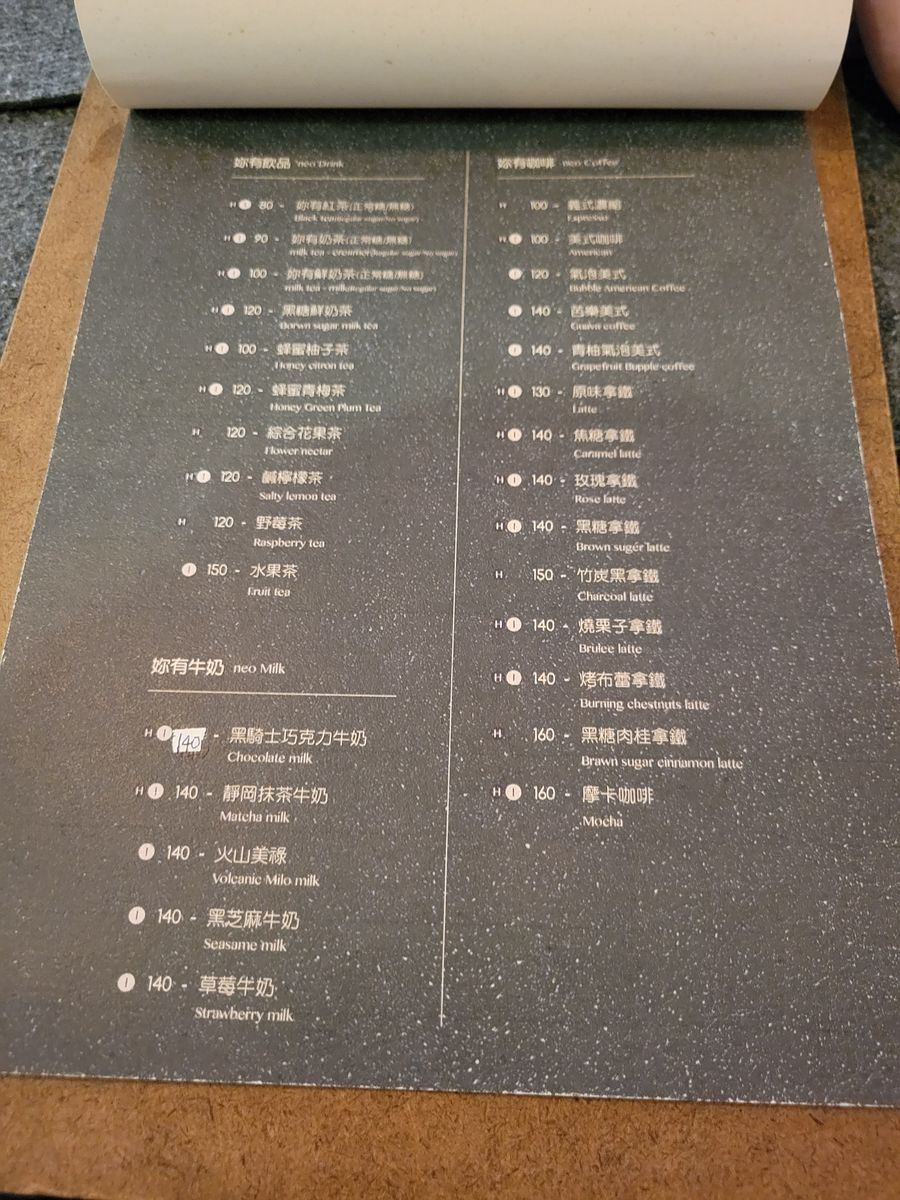 妳有飲品 neo Drink
H I 80 - 妳有紅茶(正常糖/無糖)
Black tea(regular sugar/No sugar)
H I 90 - 妳有奶茶(正常糖/無糖)
milk tea - creamer(Regular sugar/No sugar)
H I 100 - 妳有鮮奶茶(正常糖/無糖)
milk tea - milk(regular sugar/No sugar)
H I 120 - 黑糖鮮奶茶
Borwn sugar milk tea
H I 100 - 蜂蜜柚子茶
Honey citron tea
H I 120 - 蜂蜜青梅茶
Honey Green Plum Tea
H 120 - 綜合花果茶
Flower nectar
H I 120 - 鹹檸檬茶
Salty lemon tea
H 120 - 野莓茶
Raspberry tea
I 150 - 水果茶
Fruit tea
妳有牛奶 neo Milk
H I 140 - 黑騎士巧克力牛奶
Chocolate milk
H I 140 - 靜岡抹茶牛奶
Matcha milk
I 140 - 火山美祿
Volcanic Milo milk
I 140 - 黑芝麻牛奶
Seasame milk
I 140 - 草莓牛奶
Strawberry milk
妳有咖啡 neo Coffee
H 100 - 義式濃縮
Espresso
H I 100 - 美式咖啡
American
I 120 - 氣泡美式
Bubble American Coffee
I 140 - 芭樂美式
Guava coffee
I 140 - 青柚氣泡美式
Grapefruit Bupple coffee
H I 130 - 原味拿鐵
Latte
H I 140 - 焦糖拿鐵
Caramel latte
H I 140 - 玫瑰拿鐵
Rose latte
H I 140 - 黑糖拿鐵
Brown suger latte
H 150 - 竹炭黑拿鐵
Charcoal latte
H I 140 - 燒栗子拿鐵
Brulee latte
H I 140 - 烤布蕾拿鐵
Burning chestnuts latte
H 160 - 黑糖肉桂拿鐵
Brawn sugar cinnamon latte
H I 160 - 摩卡咖啡
Mocha